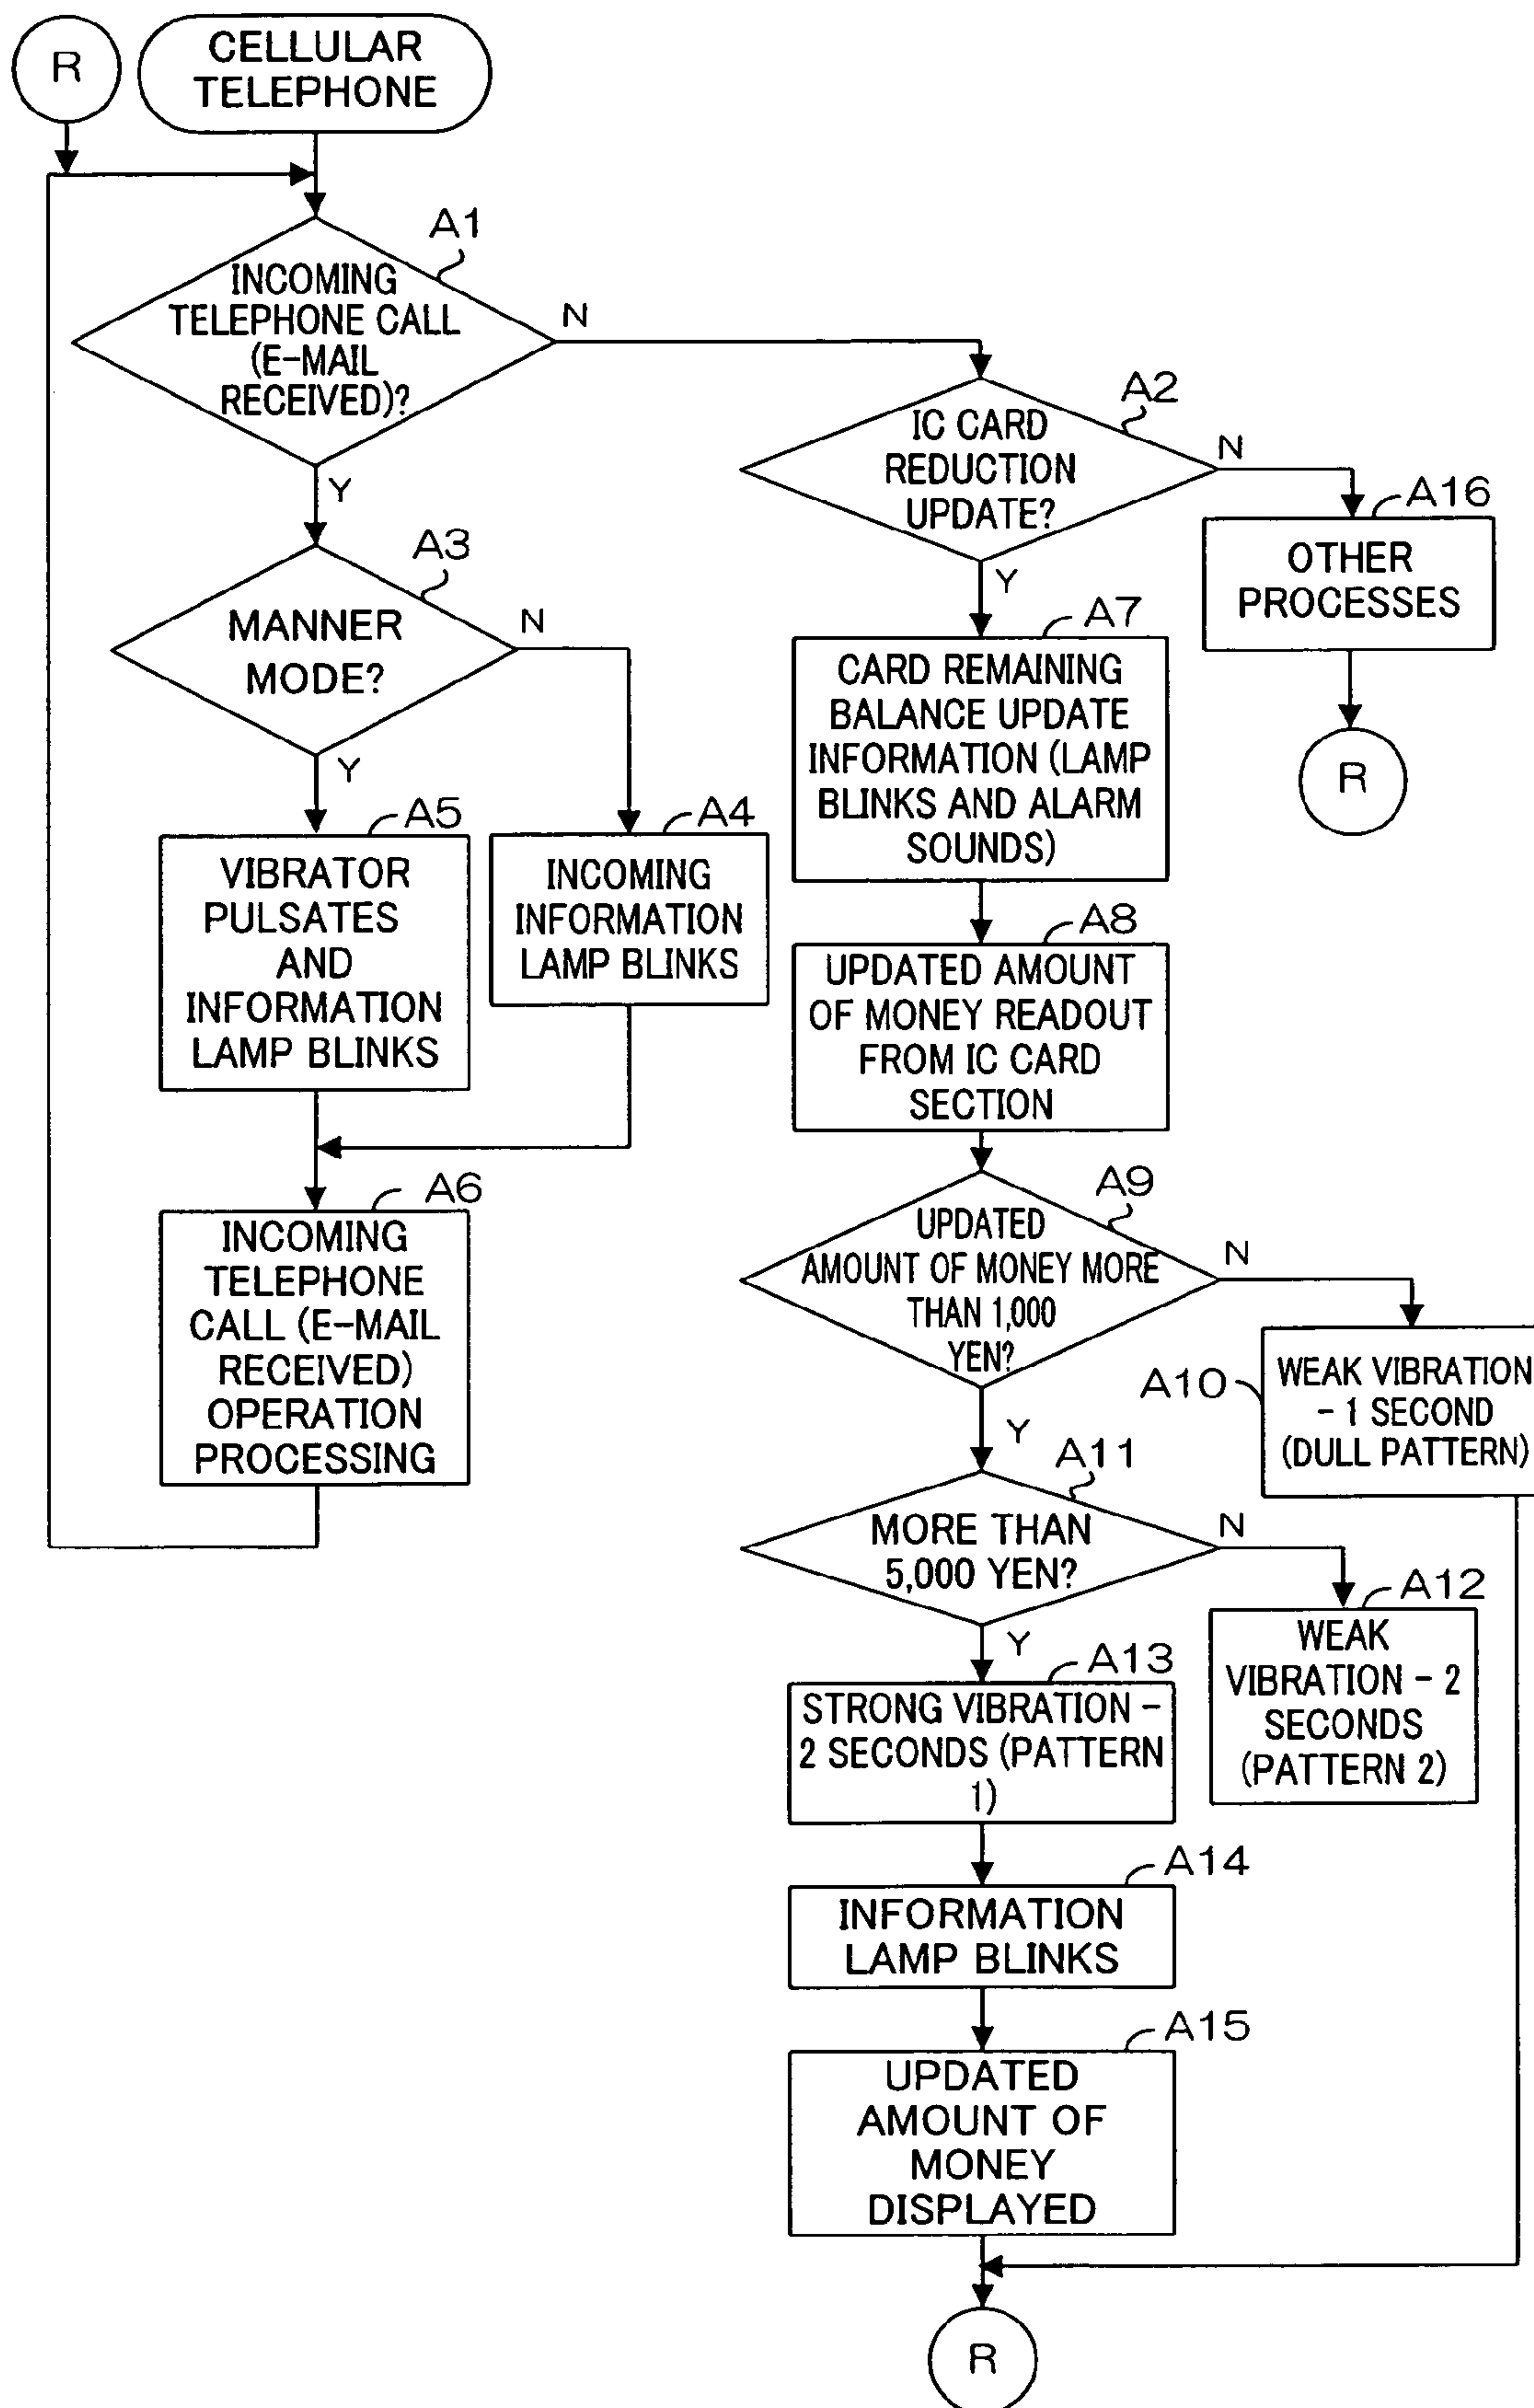 R
CELLULAR
TELEPHONE
A1
INCOMING
TELEPHONE CALL
(E-MAIL
RECEIVED)?
N
Y
A2
IC CARD
REDUCTION
UPDATE?
N
Y
A16
OTHER
PROCESSES
R
A3
MANNER
MODE?
N
Y
A5
VIBRATOR
PULSATES
AND
INFORMATION
LAMP BLINKS
A4
INCOMING
INFORMATION
LAMP BLINKS
A6
INCOMING
TELEPHONE
CALL (E-MAIL
RECEIVED)
OPERATION
PROCESSING
A7
CARD REMAINING
BALANCE UPDATE
INFORMATION (LAMP
BLINKS AND ALARM
SOUNDS)
A8
UPDATED AMOUNT
OF MONEY READOUT
FROM IC CARD
SECTION
A9
UPDATED
AMOUNT OF MONEY MORE
THAN 1,000
YEN?
N
Y
A10
WEAK VIBRATION
- 1 SECOND
(DULL PATTERN)
A11
MORE THAN
5,000 YEN?
N
Y
A12
WEAK
VIBRATION - 2
SECONDS
(PATTERN 2)
A13
STRONG VIBRATION -
2 SECONDS (PATTERN
1)
A14
INFORMATION
LAMP BLINKS
A15
UPDATED
AMOUNT OF
MONEY
DISPLAYED
R